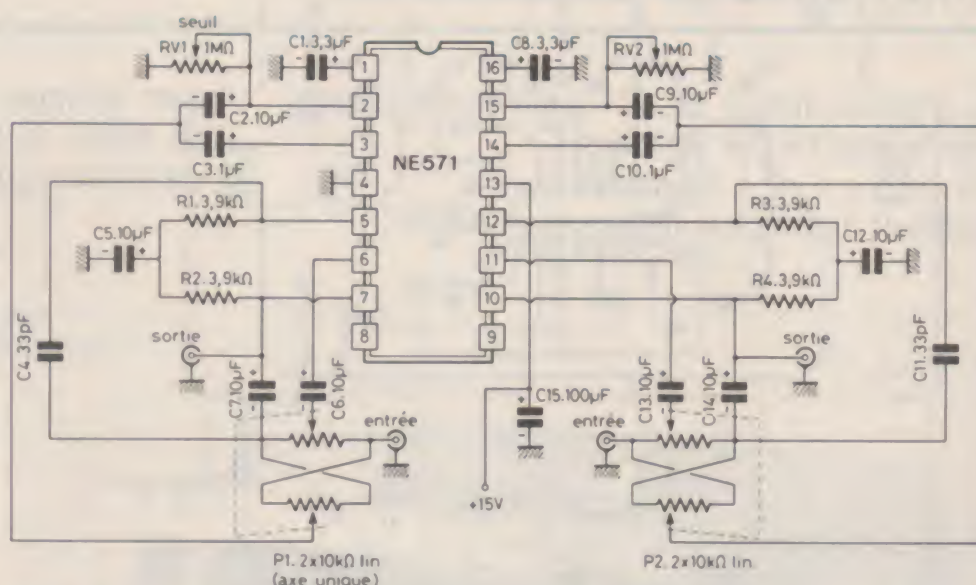 seuil
RV1
1MΩ
C1.3,3µF
C8.3,3µF
RV2
1MΩ
C2.10µF
C3.1µF
C9.10µF
C10.1µF
NE571
1
2
3
4
5
6
7
8
16
15
14
13
12
11
10
9
R1.3,9kΩ
C5.10µF
R2.3,9kΩ
R3.3,9kΩ
C12.10µF
R4.3,9kΩ
C4.33pF
sortie
C7.10µF
C6.10µF
entrée
C15.100µF
+15V
entrée
C13.10µF
C14.10µF
sortie
C11.33pF
P1. 2x10kΩ lin
(axe unique)
P2. 2x10kΩ lin.